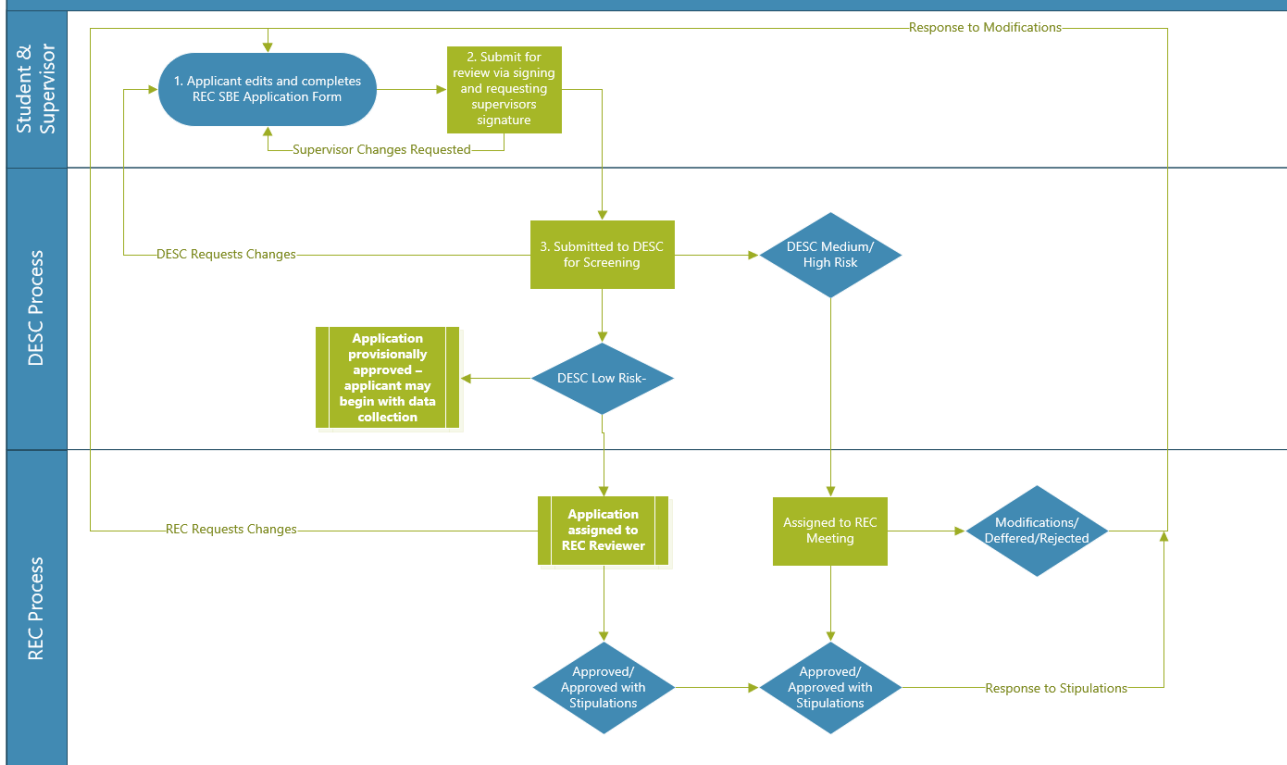 Response to Modifications
Student &
Supervisor
1. Applicant edits and completes
REC SBE Application Form
2. Submit for
review via signing
and requesting
supervisors
signature
Supervisor Changes Requested
DESC Process
DESC Requests Changes
3. Submitted to DESC
for Screening
DESC Medium/
High Risk
Application
provisionally
approved –
applicant may
begin with data
collection
DESC Low Risk-
REC Process
REC Requests Changes
Application
assigned to
REC Reviewer
Assigned to REC
Meeting
Modifications/
Deffered/Rejected
Approved/
Approved with
Stipulations
Approved/
Approved with
Stipulations
Response to Stipulations